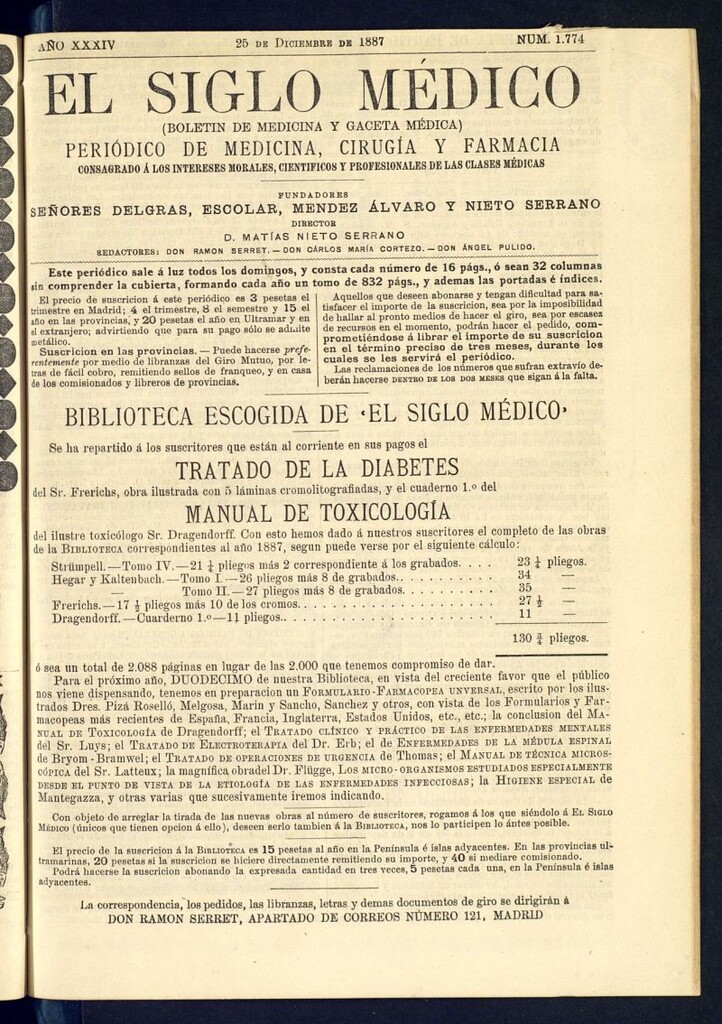 AÑO XXXIV 25 DE DICIEMBRE DE 1887 NUM. 1.774
EL SIGLO MÉDICO
(BOLETIN DE MEDICINA Y GACETA MÉDICA)
PERIÓDICO DE MEDICINA, CIRUGÍA Y FARMACIA
CONSAGRADO Á LOS INTERESES MORALES, CIENTIFICOS Y PROFESIONALES DE LAS CLASES MÉDICAS
FUNDADORES
SEÑORES DELGRAS, ESCOLAR, MENDEZ ÁLVARO Y NIETO SERRANO
DIRECTOR
D. MATÍAS NIETO SERRANO
REDACTORES: DON RAMON SERRET.—DON CÁRLOS MARÍA CORTEZO.—DON ÁNGEL PULIDO.
Este periódico sale á luz todos los domingos, y consta cada número de 16 págs., ó sean 32 columnas
sin comprender la cubierta, formando cada año un tomo de 832 págs., y ademas las portadas é índices.
El precio de suscricion á este periódico es 3 pesetas el
trimestre en Madrid; 4 el trimestre, 8 el semestre y 15 el
año en las provincias, y 20 pesetas el año en Ultramar y en
el extranjero; advirtiendo que para su pago sólo se admite
metálico.
Suscricion en las provincias.—Puede hacerse prefe-
rentemente por medio de libranzas del Giro Mutuo, por le-
tras de fácil cobro, remitiendo sellos de franqueo, y en casa
de los comisionados y libreros de provincias.
Aquellos que deseen abonarse y tengan dificultad para sa-
tisfacer el importe de la suscricion, sea por la imposibilidad
de hallar al pronto medios de hacer el giro, sea por escasez
de recursos en el momento, podrán hacer el pedido, com-
prometiéndose á librar el importe de su suscricion
en el término preciso de tres meses, durante los
cuales se les servirá el periódico.
Las reclamaciones de los números que sufran extravío de-
berán hacerse DENTRO DE LOS DOS MESES que sigan á la falta.
BIBLIOTECA ESCOGIDA DE «EL SIGLO MÉDICO»
Se ha repartido á los suscritores que están al corriente en sus pagos el
TRATADO DE LA DIABETES
del Sr. Frerichs, obra ilustrada con 5 láminas cromolitografiadas, y el cuaderno 1.º del
MANUAL DE TOXICOLOGÍA
del ilustre toxicólogo Sr. Dragendorff. Con esto hemos dado á nuestros suscritores el completo de las obras
de la BIBLIOTECA correspondientes al año 1887, segun puede verse por el siguiente cálculo:
Strümpell.—Tomo IV.—21 ¼ pliegos más 2 correspondiente á los grabados. . . . 23 ¼ pliegos.
Hegar y Kaltenbach.—Tomo I.—26 pliegos más 8 de grabados. . . . . . . . . . 34 —
— Tomo II.—27 pliegos más 8 de grabados. . . . . . . . . . 35 —
Frerichs.—17 ½ pliegos más 10 de los cromos. . . . . . . . . . . . . . . . . . 27 ½ —
Dragendorff.—Cuarderno 1.º—11 pliegos. . . . . . . . . . . . . . . . . . . . 11 —
130 ¾ pliegos.
ó sea un total de 2.088 páginas en lugar de las 2.000 que tenemos compromiso de dar.
Para el próximo año, DUODECIMO de nuestra Biblioteca, en vista del creciente favor que el público
nos viene dispensando, tenemos en preparacion un FORMULARIO-FARMACOPEA UNVERSAL, escrito por los ilus-
trados Dres. Pizá Roselló, Melgosa, Marin y Sancho, Sanchez y otros, con vista de los Formularios y Far-
macopeas más recientes de España, Francia, Inglaterra, Estados Unidos, etc., etc.; la conclusion del MA-
NUAL DE TOXICOLOGÍA de Dragendorff; el TRATADO CLÍNICO Y PRÁCTICO DE LAS ENFERMEDADES MENTALES
del Sr. Luys; el TRATADO DE ELECTROTERAPIA del Dr. Erb; el de ENFERMEDADES DE LA MÉDULA ESPINAL
de Bryom-Bramwel; el TRATADO DE OPERACIONES DE URGENCIA de Thomas; el MANUAL DE TÉCNICA MICROS-
CÓPICA del Sr. Latteux; la magnífica obradel Dr. Flügge, LOS MICRO-ORGANISMOS ESTUDIADOS ESPECIALMENTE
DESDE EL PUNTO DE VISTA DE LA ETIOLOGÍA DE LAS ENFERMEDADES INFECCIOSAS; la HIGIENE ESPECIAL de
Mantegazza, y otras varias que sucesivamente iremos indicando.
Con objeto de arreglar la tirada de las nuevas obras al número de suscritores, rogamos á los que siéndolo á EL SIGLO
MÉDICO (únicos que tienen opcion á ello), deseen serlo tambien á la BIBLIOTECA, nos lo participen lo ántes posible.
El precio de la suscricion á la BIBLIOTECA es 15 pesetas al año en la Península é islas adyacentes. En las provincias ul-
tramarinas, 20 pesetas si la suscricion se hiciere directamente remitiendo su importe, y 40 si mediare comisionado.
Podrá hacerse la suscricion abonando la expresada cantidad en tres veces, 5 pesetas cada una, en la Península é islas
adyacentes.
La correspondencia, los pedidos, las libranzas, letras y demas documentos de giro se dirigirán á
DON RAMON SERRET, APARTADO DE CORREOS NÚMERO 121, MADRID